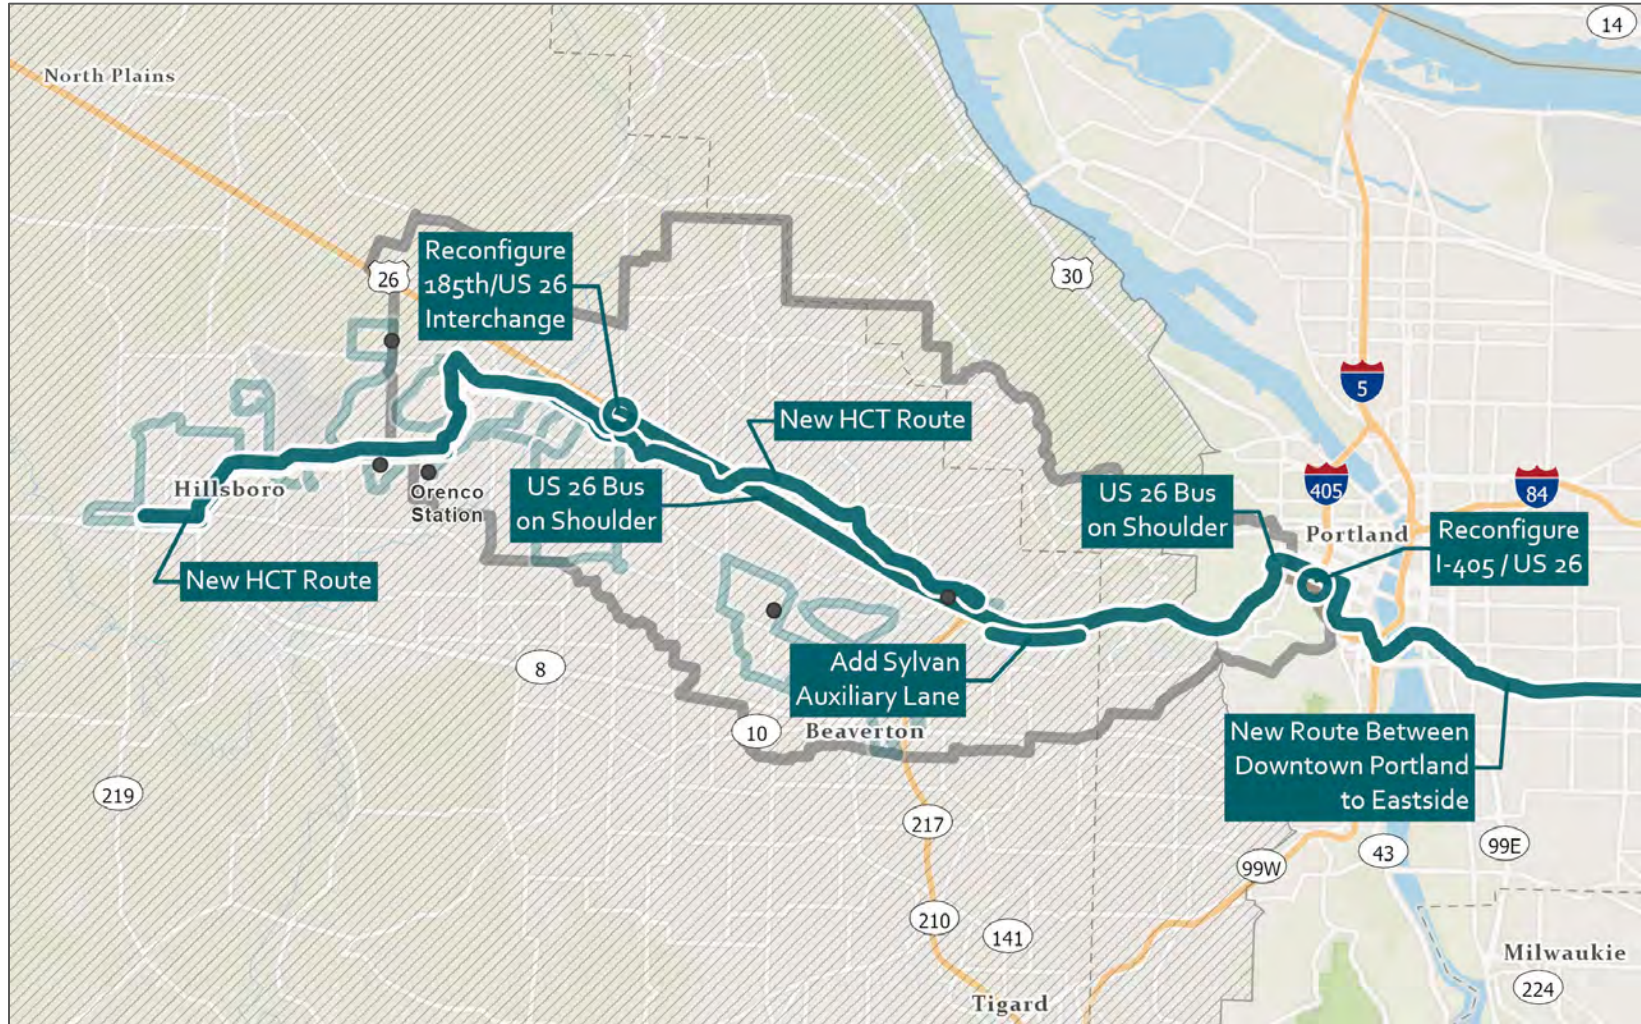 14
North Plains
Reconfigure
185th/US 26
Interchange
26
30
5
New HCT Route
405
84
US 26 Bus
on Shoulder
Hillsboro
Orenco
Station
US 26 Bus
on Shoulder
Portland
Reconfigure
I-405 / US 26
New HCT Route
8
Add Sylvan
Auxiliary Lane
10
Beaverton
New Route Between
Downtown Portland
to Eastside
219
217
99W
43
99E
210
141
Milwaukie
224
Tigard